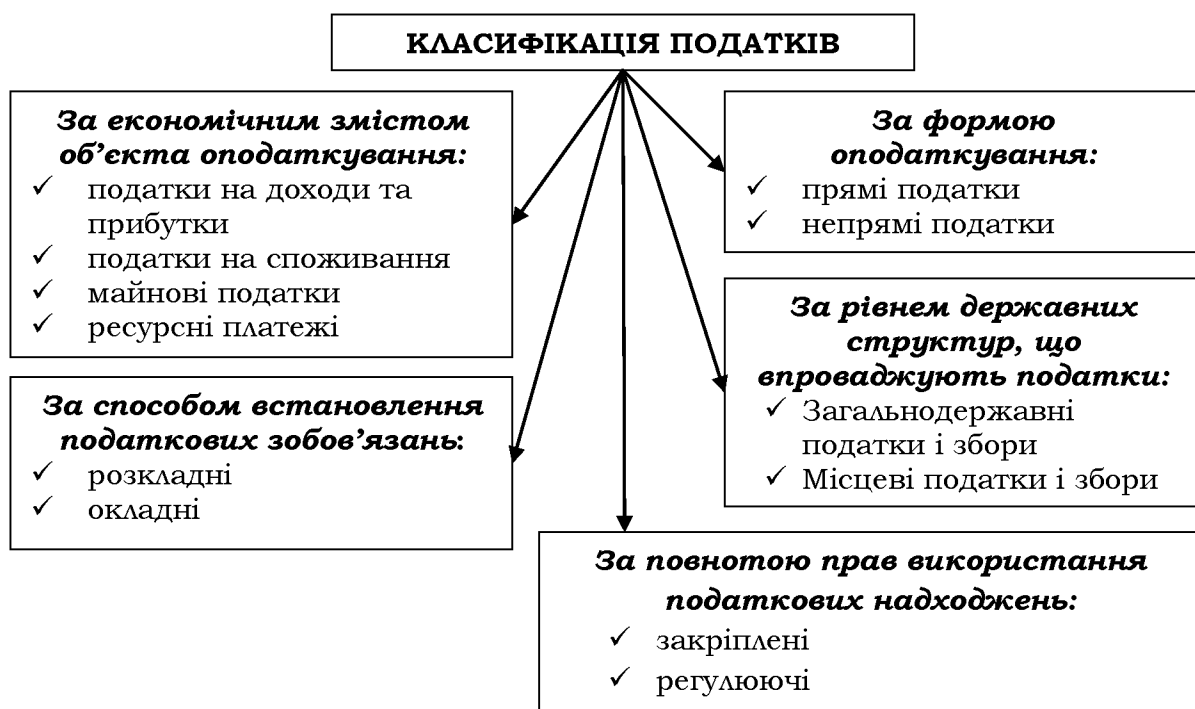 КЛАСИФІКАЦІЯ ПОДАТКІВ
За економічним змістом
об’єкта оподаткування:
✓ податки на доходи та
прибутки
✓ податки на споживання
✓ майнові податки
✓ ресурсні платежі
За способом встановлення
податкових зобов’язань:
✓ розкладні
✓ окладні
За формою
оподаткування:
✓ прямі податки
✓ непрямі податки
За рівнем державних
структур, що
впроваджують податки:
✓ Загальнодержавні
податки і збори
✓ Місцеві податки і збори
За повнотою прав використання
податкових надходжень:
✓ закріплені
✓ регулюючі